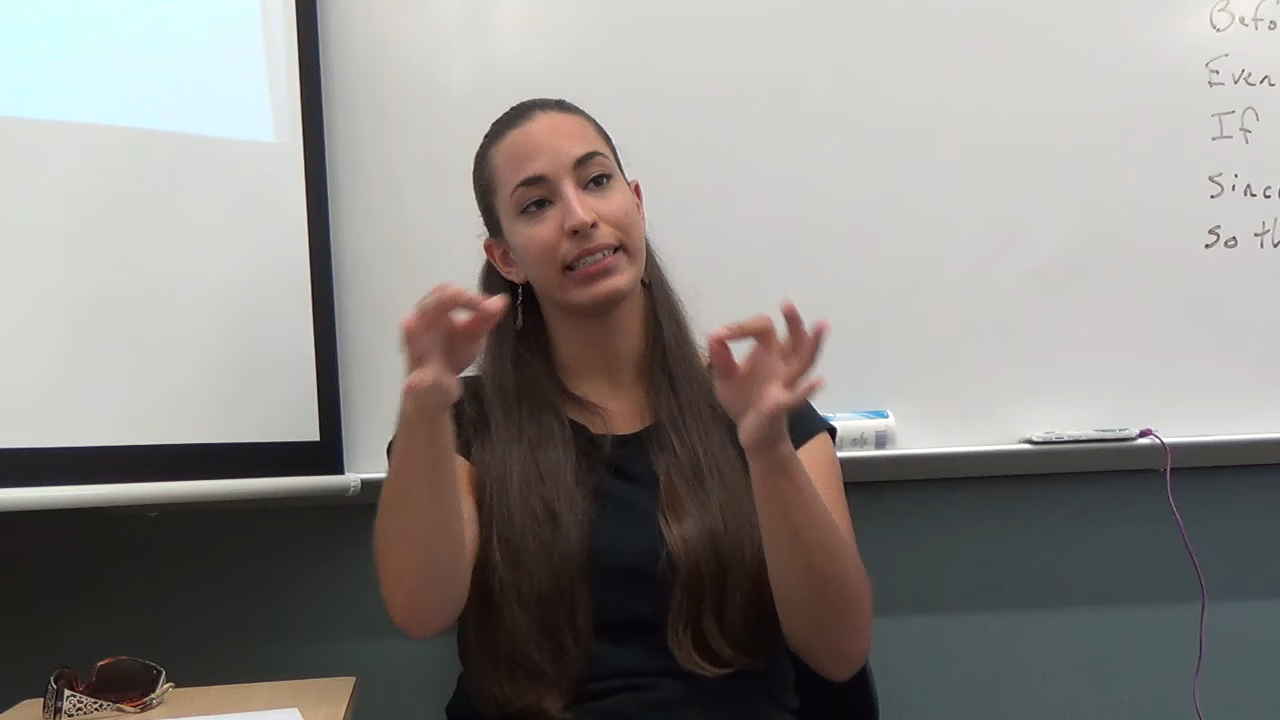 Befo
Even
If
Sinc
so th